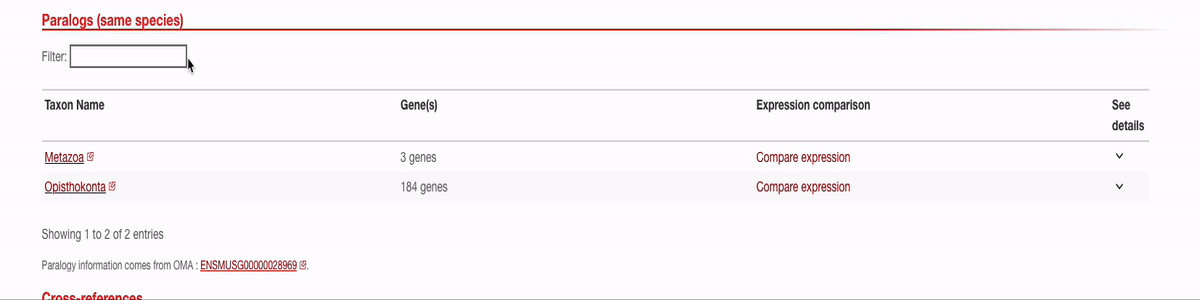 Paralogs (same species)
Filter:
Taxon Name Gene(s) Expression comparison See details
Metazoa 3 genes Compare expression
Opisthokonta 184 genes Compare expression
Showing 1 to 2 of 2 entries
Paralogy information comes from OMA : ENSMUSG00000028969 .
Cross-references